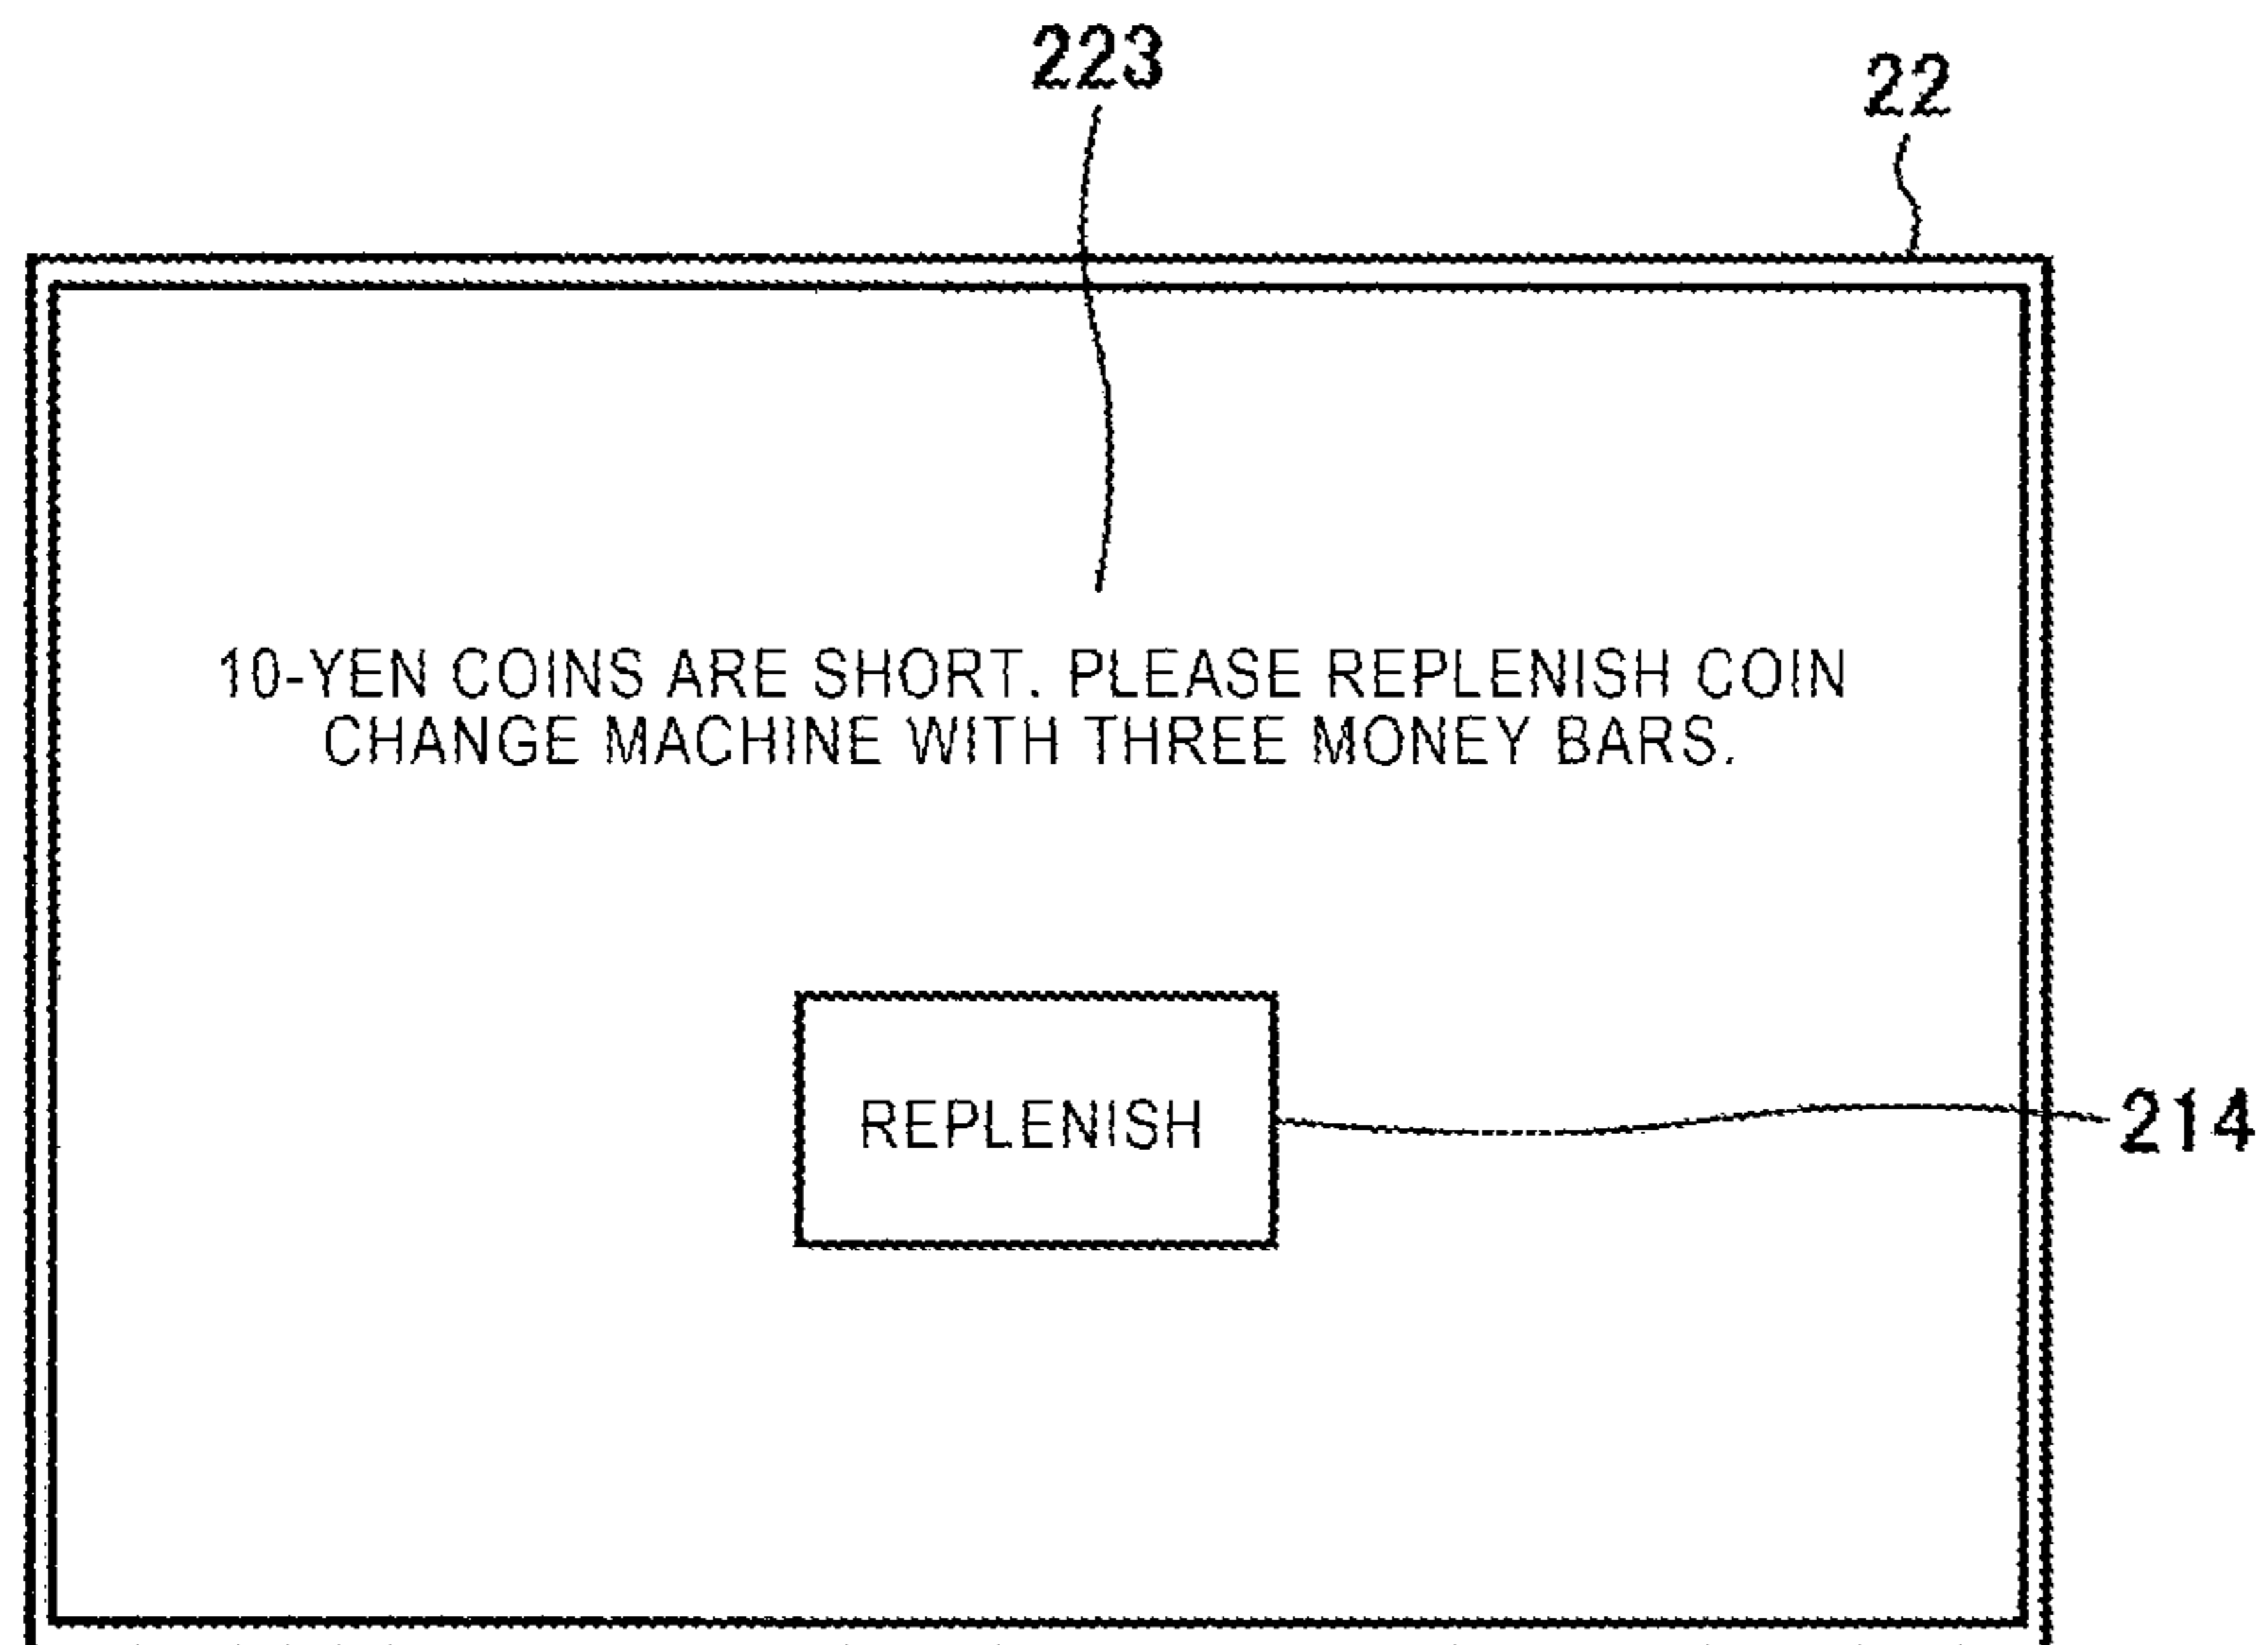 223
22
10-YEN COINS ARE SHORT. PLEASE REPLENISH COIN
CHANGE MACHINE WITH THREE MONEY BARS.
REPLENISH
214